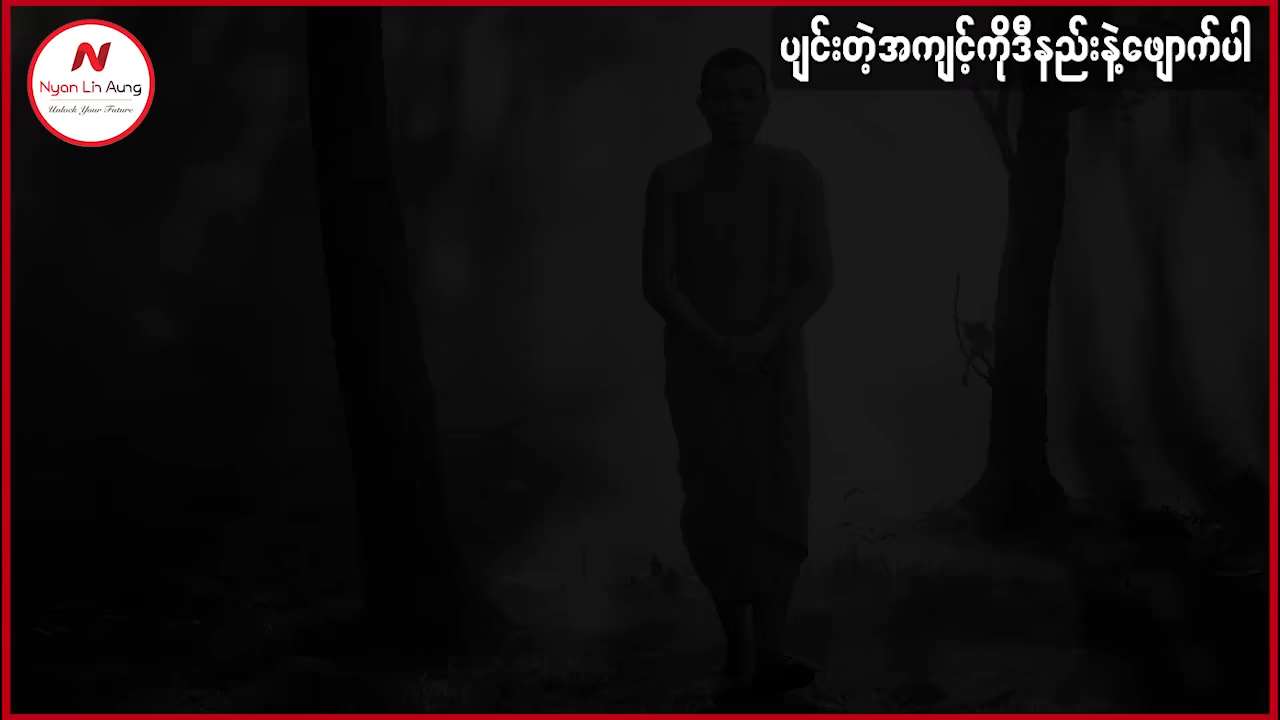 Nyan Lin Aung
Unlock Your Future
ပျင်းတဲ့အကျင့်ကိုဒီနည်းနဲ့ဖျောက်ပါ